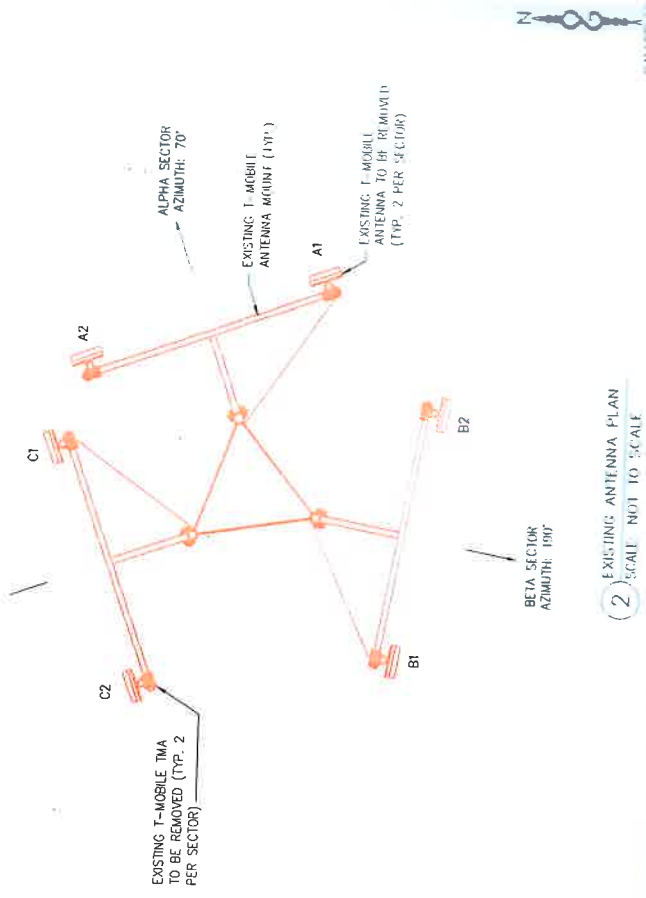 N
ALPHA SECTOR
AZIMUTH: 70°
EXISTING T-MOBILE
ANTENNA MOUNT (TYP.)
EXISTING T-MOBILE
ANTENNA TO BE REMOVED
(TYP. 2 PER SECTOR)
A2
A1
C1
C2
B2
B1
EXISTING T-MOBILE TMA
TO BE REMOVED (TYP. 2
PER SECTOR)
BETA SECTOR
AZIMUTH: 190°
2
EXISTING ANTENNA PLAN
SCALE: NOT TO SCALE